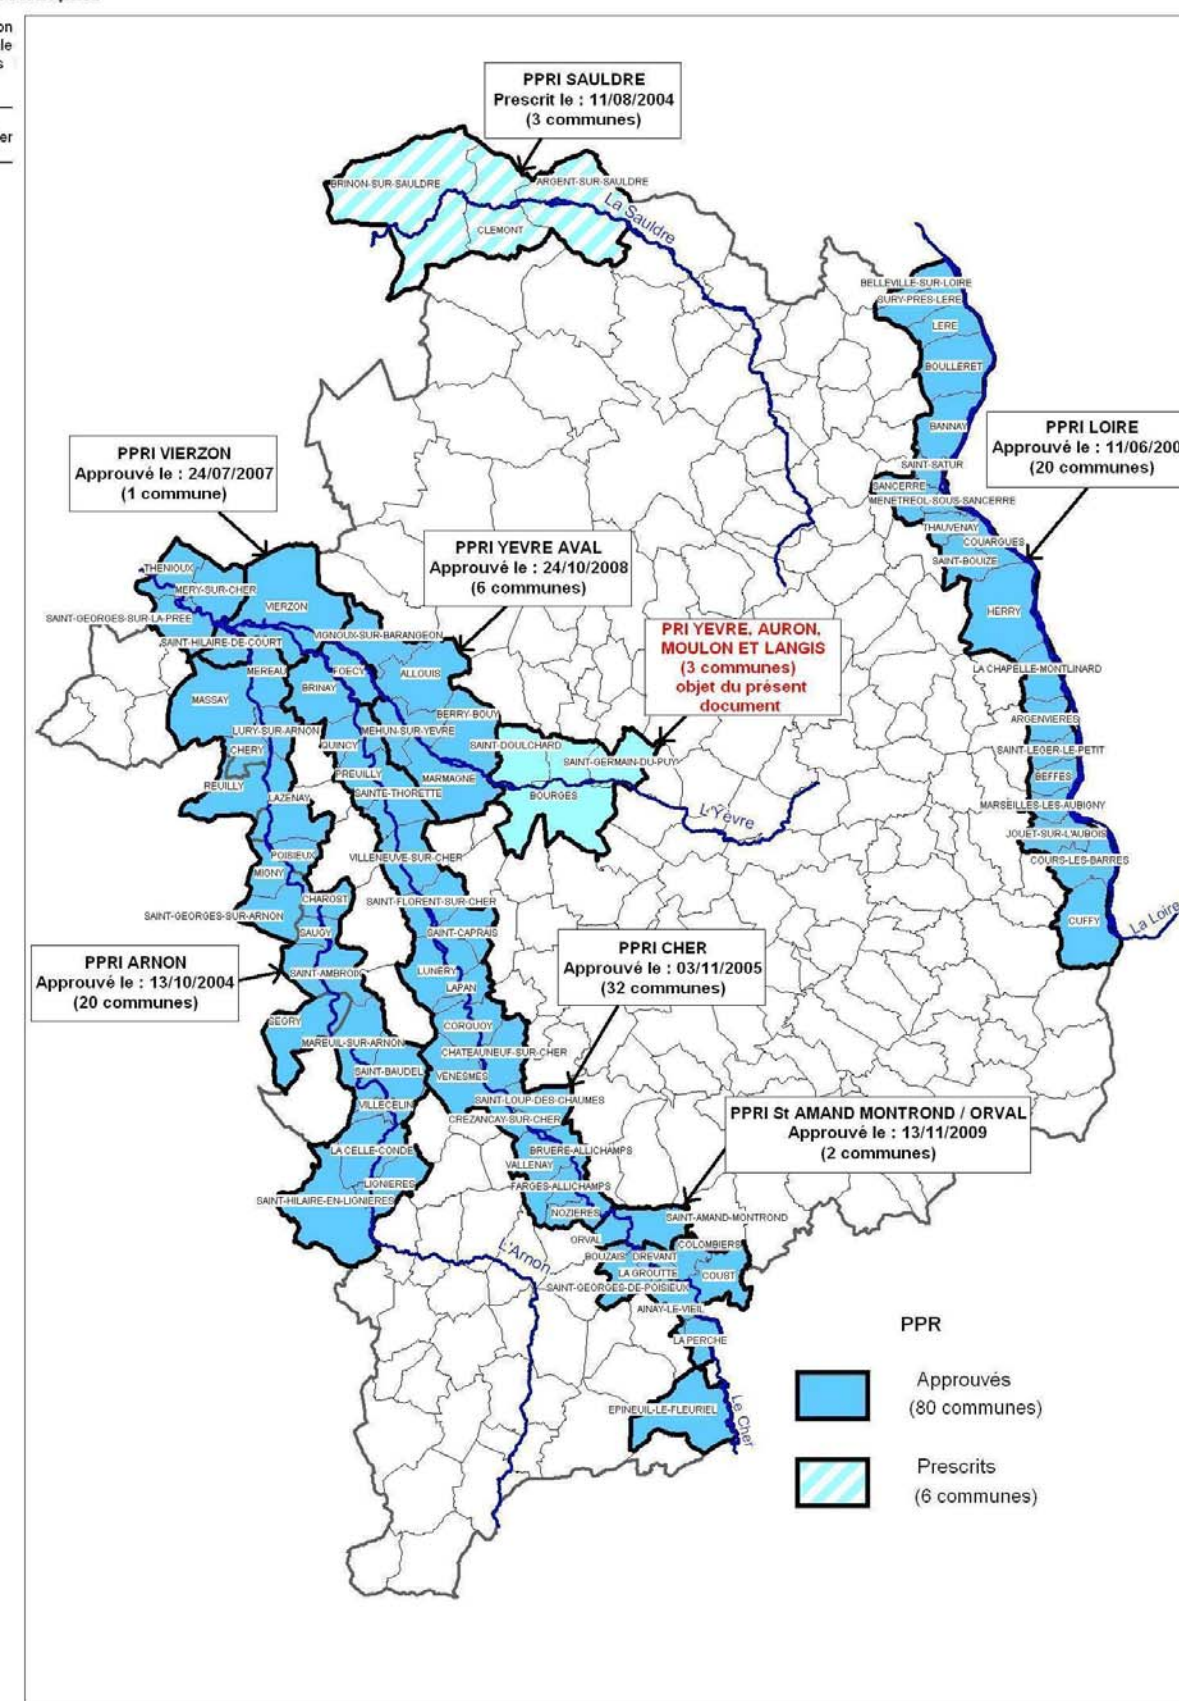 on
le
s
er
PPRI SAULDRE
Prescrit le : 11/08/2004
(3 communes)
BRINON-SUR-SAULDRE
ARGENT-SUR-SAULDRE
CLEMONT
La Sauldre
BELLEVILLE-SUR-LOIRE
SURY-PRES-LERE
LERE
BOULLERET
BANNAY
PPRI LOIRE
Approuvé le : 11/06/200
(20 communes)
SAINT-SATUR
SANCERRE
MENETREOL-SOUS-SANCERRE
THAUVENAY
COUARGUES
SAINT-BOUIZE
HERRY
PPRI VIERZON
Approuvé le : 24/07/2007
(1 commune)
PPRI YEVRE AVAL
Approuvé le : 24/10/2008
(6 communes)
THENIOUX
MERY-SUR-CHER
VIERZON
SAINT-GEORGES-SUR-LA-PREE
SAINT-HILAIRE-DE-COURT
VIGNOUX-SUR-BARANGEON
PRI YEVRE, AURON,
MOULON ET LANGIS
(3 communes)
objet du présent
document
MEREAU
FOECY
ALLOUIS
MASSAY
BRINAY
BERRY-BOUY
LURY-SUR-ARNON
MEHUN-SUR-YEVRE
CHERY
QUINCY
SAINT-DOULCHARD
SAINT-GERMAIN-DU-PUY
REUILLY
PREUILLY
MARMAGNE
LAZENAY
SAINTE-THORETTE
BOURGES
L'Yèvre
LA CHAPELLE-MONTLINARD
ARGENVIERES
SAINT-LEGER-LE-PETIT
BEFFES
MARSEILLES-LES-AUBIGNY
JOUET-SUR-L'AUBOIS
COURS-LES-BARRES
CUFFY
La Loire
POISIEUX
VILLENEUVE-SUR-CHER
MIGNY
CHAROST
SAINT-FLORENT-SUR-CHER
SAINT-GEORGES-SUR-ARNON
SAUGY
SAINT-CAPRAIS
PPRI ARNON
Approuvé le : 13/10/2004
(20 communes)
PPRI CHER
Approuvé le : 03/11/2005
(32 communes)
SAINT-AMBROIX
LUNERY
LAPAN
SEGRY
CORQUOY
MAREUIL-SUR-ARNON
CHATEAUNEUF-SUR-CHER
SAINT-BAUDEL
VENESMES
VILLECELIN
SAINT-LOUP-DES-CHAUMES
CREZANCAY-SUR-CHER
PPRI St AMAND MONTROND / ORVAL
Approuvé le : 13/11/2009
(2 communes)
LA CELLE-CONDE
BRUERE-ALLICHAMPS
VALLENAY
LIGNIERES
FARGES-ALLICHAMPS
SAINT-HILAIRE-EN-LIGNIERES
NOZIERES
SAINT-AMAND-MONTROND
ORVAL
COLOMBIERS
L'Arnon
BOUZAIS
DREVANT
LA GROUTTE
COUST
SAINT-GEORGES-DE-POISIEUX
AINAY-LE-VIEIL
LA PERCHE
EPINEUIL-LE-FLEURIEL
Le Cher
PPR
Approuvés
(80 communes)
Prescrits
(6 communes)